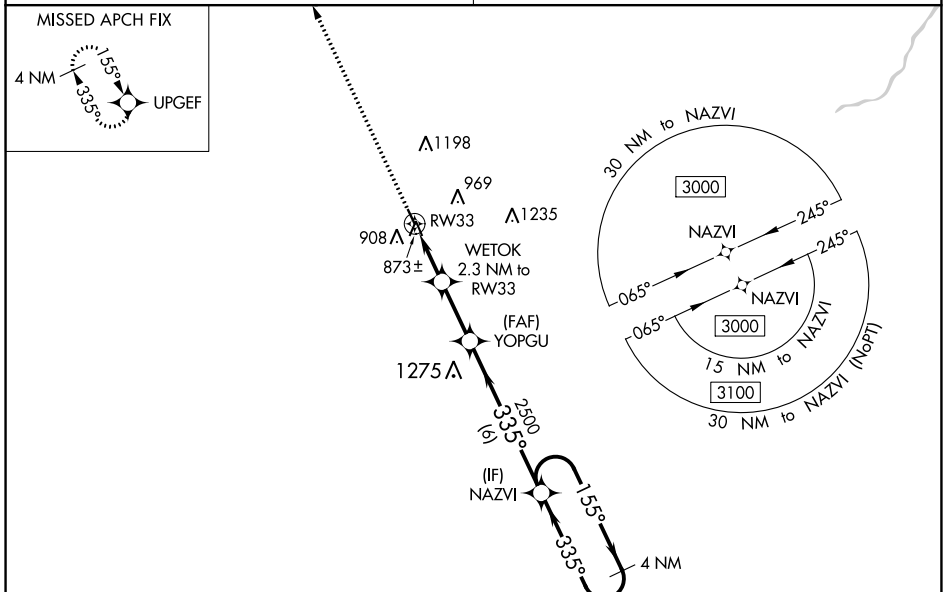 MISSED APCH FIX
4 NM
155°
335°
UPGEF
1198
969
RW33
1235
908
873±
WETOK
2.3 NM to
RW33
(FAF)
YOPGU
1275
2500
335°
(6)
(IF)
NAZVI
155°
335°
4 NM
30 NM to NAZVI
3000
245°
NAZVI
065°
245°
NAZVI
065°
3000
15 NM to NAZVI
3100
30 NM to NAZVI (NoPT)